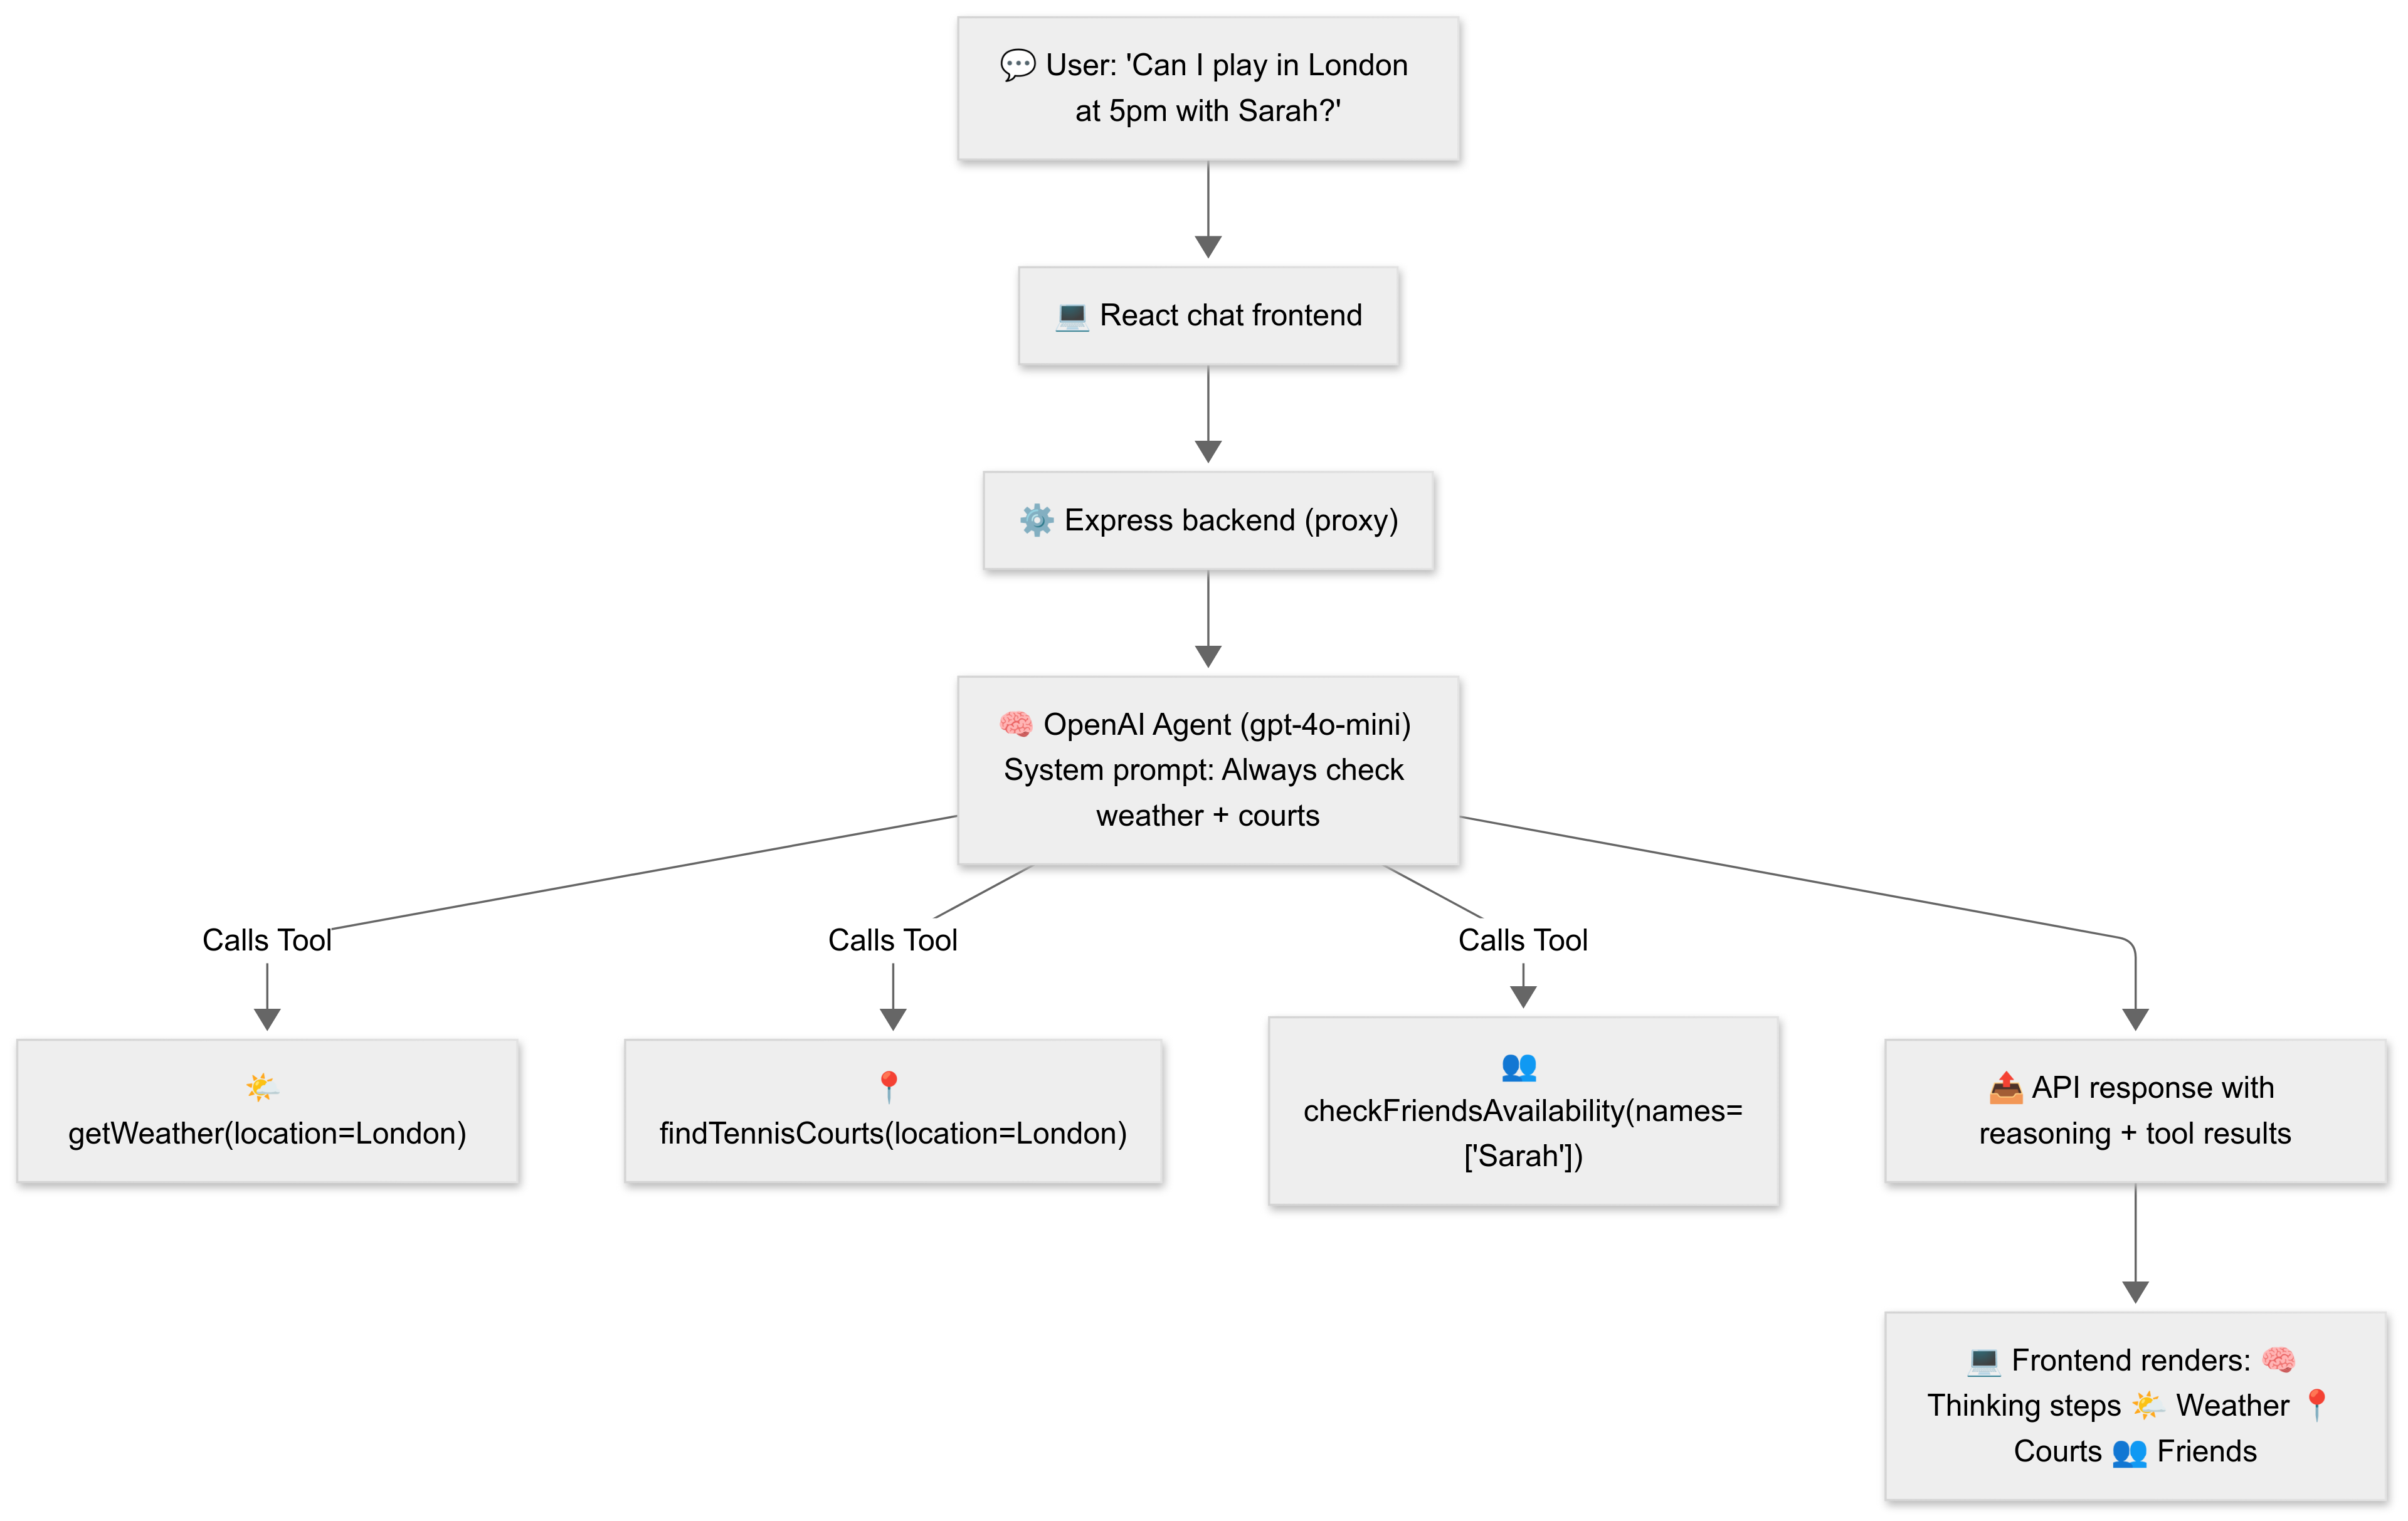 💬 User: 'Can I play in London
at 5pm with Sarah?'
💻 React chat frontend
⚙️ Express backend (proxy)
🧠 OpenAI Agent (gpt-4o-mini)
System prompt: Always check
weather + courts
Calls Tool
Calls Tool
Calls Tool
🌤️
getWeather(location=London)
📍
findTennisCourts(location=London)
👥
checkFriendsAvailability(names=
['Sarah'])
📤 API response with
reasoning + tool results
💻 Frontend renders: 🧠
Thinking steps 🌤️ Weather 📍
Courts 👥 Friends